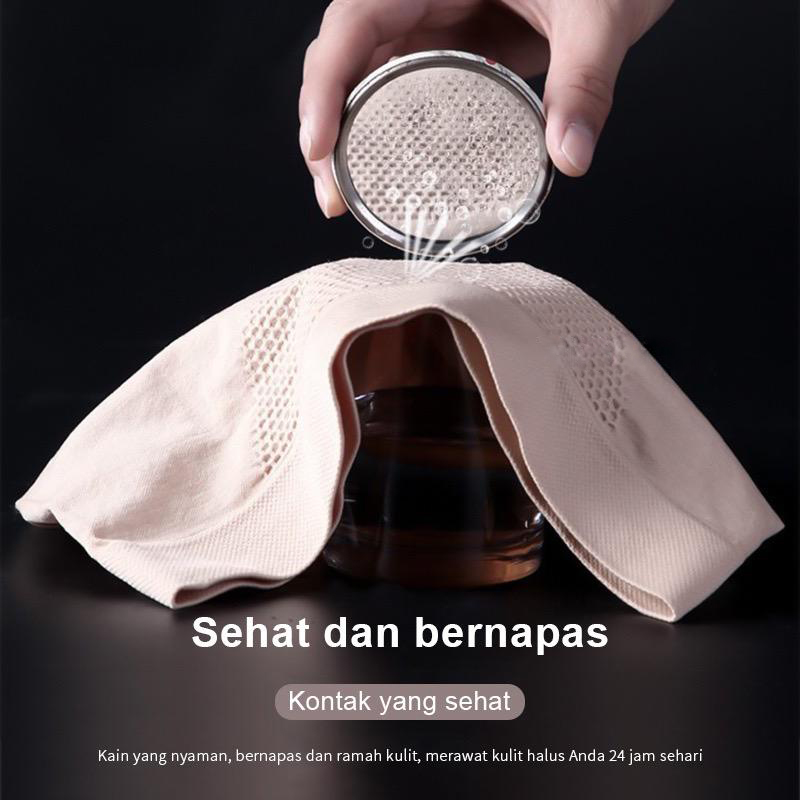 Sehat dan bernapas
Kontak yang sehat
Kain yang nyaman, bernapas dan ramah kulit, merawat kulit halus Anda 24 jam sehari